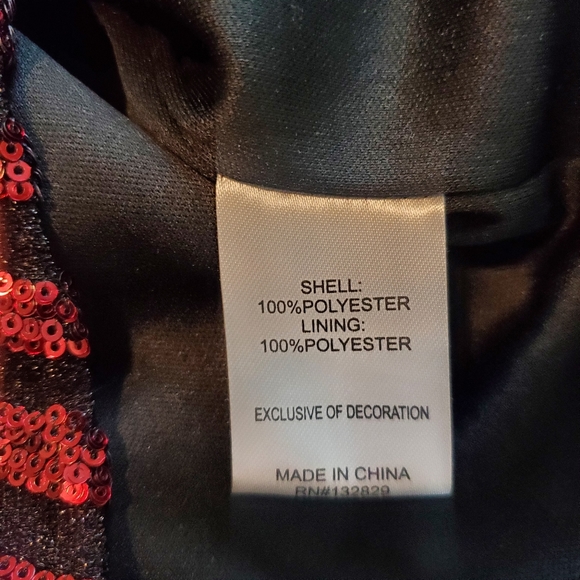 SHELL:
100%POLYESTER
LINING:
100%POLYESTER
EXCLUSIVE OF DECORATION
MADE IN CHINA
RN#132829